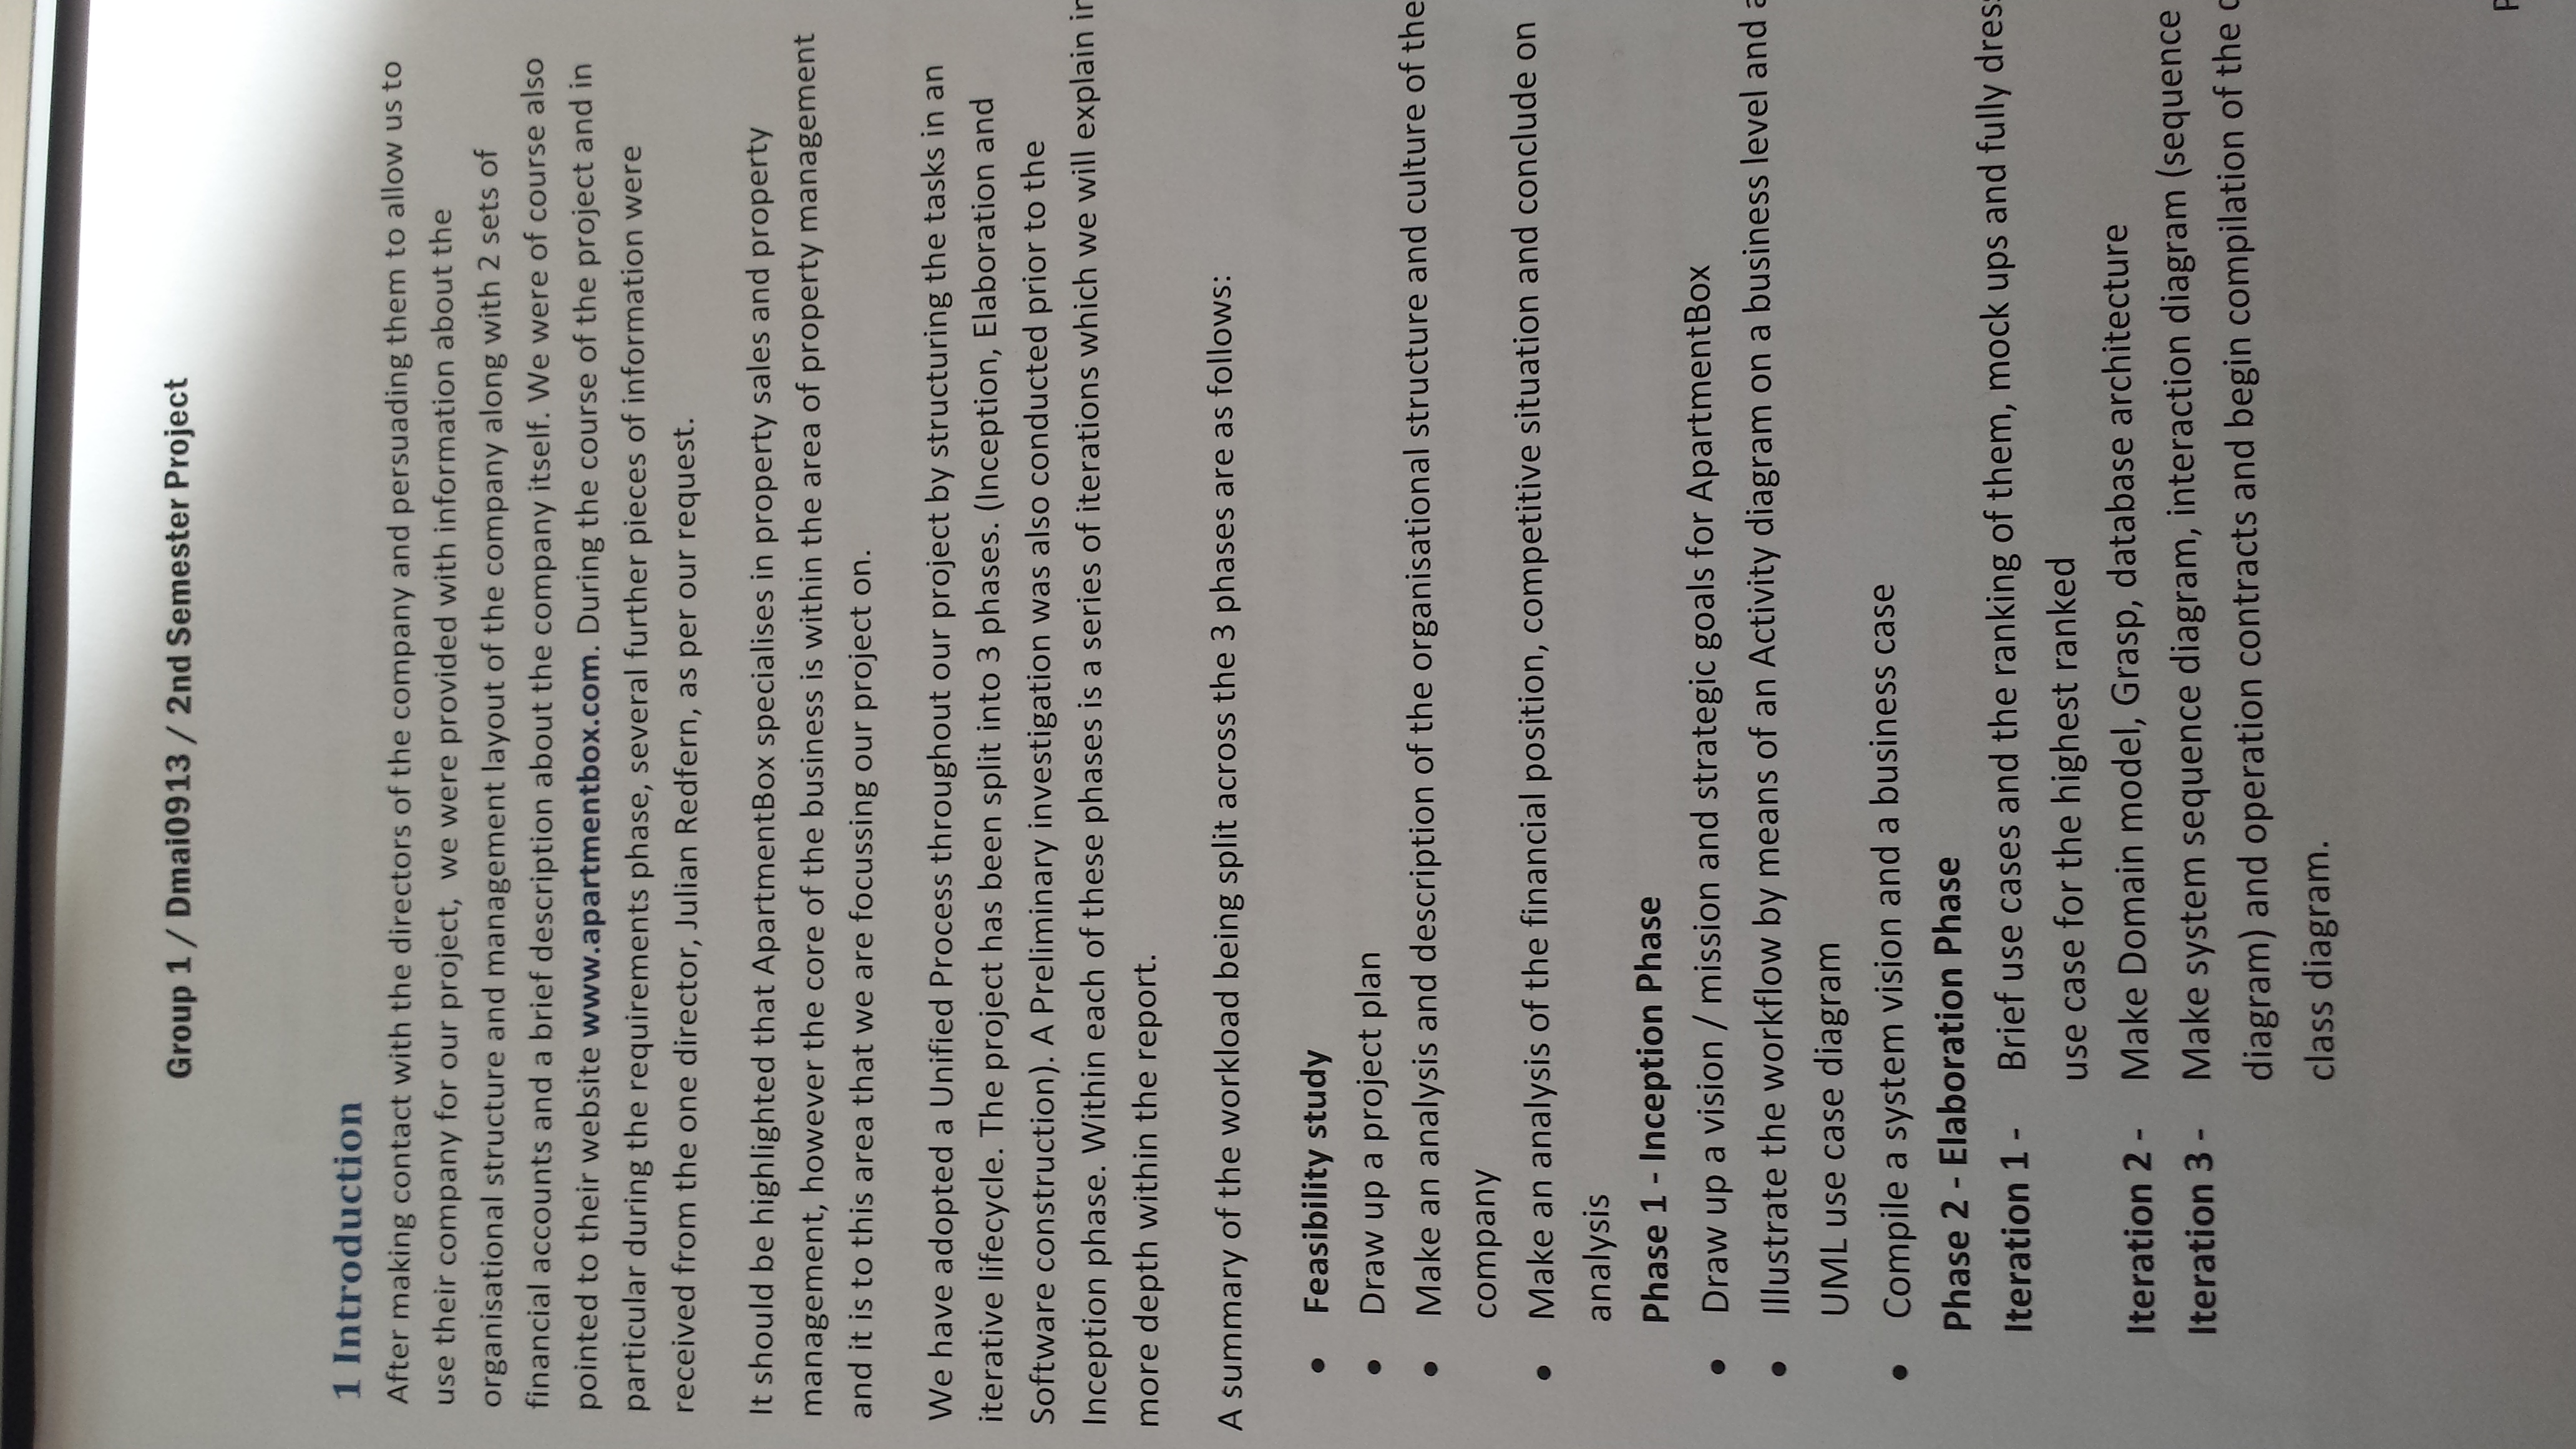 Group 1 / Dmai0913 / 2nd Semester Project
1 Introduction
After making contact with the directors of the company and persuading them to allow us to
use their company for our project,  we were provided with information about the
organisational structure and management layout of the company along with 2 sets of
financial accounts and a brief description about the company itself. We were of course also
pointed to their website www.apartmentbox.com. During the course of the project and in
particular during the requirements phase, several further pieces of information were
received from the one director, Julian Redfern, as per our request.
It should be highlighted that ApartmentBox specialises in property sales and property
management, however the core of the business is within the area of property management
and it is to this area that we are focussing our project on.
We have adopted a Unified Process throughout our project by structuring the tasks in an
iterative lifecycle. The project has been split into 3 phases. (Inception, Elaboration and
Software construction). A Preliminary investigation was also conducted prior to the
Inception phase. Within each of these phases is a series of iterations which we will explain
more depth within the report.
A summary of the workload being split across the 3 phases are as follows:
• Feasibility study
• Draw up a project plan
• Make an analysis and description of the organisational structure and culture of the
company
• Make an analysis of the financial position, competitive situation and conclude on
analysis
Phase 1 - Inception Phase
• Draw up a vision / mission and strategic goals for ApartmentBox
• Illustrate the workflow by means of an Activity diagram on a business level and
UML use case diagram
• Compile a system vision and a business case
Phase 2 - Elaboration Phase
Iteration 1 - Brief use cases and the ranking of them, mock ups and fully
use case for the highest ranked
Iteration 2 - Make Domain model, Grasp, database architecture
Iteration 3 - Make system sequence diagram, interaction diagram (sequence
diagram) and operation contracts and begin compilation of the
class diagram.